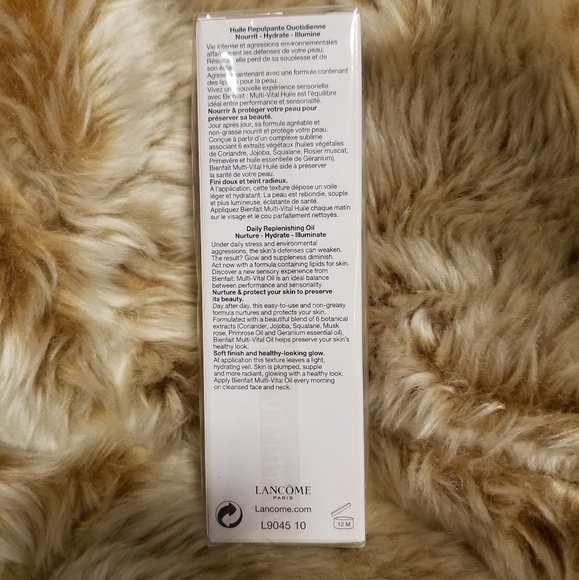 Huile Repulpante Quotidienne
Nourrit - Hydrate - Illumine
Vie intense et agressions environnementales
affaiblissent les défenses de votre peau.
Résultat, elle perd de sa souplesse et de
son éclat.
Agissez maintenant avec une formule contenant
des lipides pour la peau.
Vivez une nouvelle expérience sensorielle
avec Bienfait : Multi-Vital Huile est l'équilibre
idéal entre performance et sensorialité.
Nourrir & protéger votre peau pour
préserver sa beauté.
Jour après jour, sa formule agréable et
non-grasse nourrit et protège votre peau.
Conçue à partir d'un complexe sublime
associant 6 extraits végétaux (huiles végétales
de Coriandre, Jojoba, Squalane, Rosier muscat,
Primevère et huile essentielle de Géranium),
Bienfait Multi-Vital Huile aide à préserver
la santé de votre peau.
Fini doux et teint radieux.
À l'application, cette texture dépose un voile
léger et hydratant. La peau est rebondie, souple
et plus lumineuse, éclatante de santé.
Appliquez Bienfait Multi-Vital Huile chaque matin
sur le visage et le cou parfaitement nettoyés.
Daily Replenishing Oil
Nurture - Hydrate - Illuminate
Under daily stress and environmental
aggressions, the skin's defenses can weaken.
The result? Glow and suppleness diminish.
Act now with a formula containing lipids for skin.
Discover a new sensory experience from
Bienfait: Multi-Vital Oil is an ideal balance
between performance and sensoriality.
Nurture & protect your skin to preserve
its beauty.
Day after day, this easy-to-use and non-greasy
formula nurtures and protects your skin.
Formulated with a beautiful blend of 6 botanical
extracts (Coriander, Jojoba, Squalane, Musk
rose, Primrose Oil and Geranium essential oil),
Bienfait Multi-Vital Oil helps preserve your skin's
healthy look.
Soft finish and healthy-looking glow.
At application this texture leaves a light,
hydrating veil. Skin is plumped, supple
and more radiant, glowing with a healthy look.
Apply Bienfait Multi-Vital Oil every morning
on cleansed face and neck.
LANCÔME
PARIS
Lancome.com
L9045 10
12 M